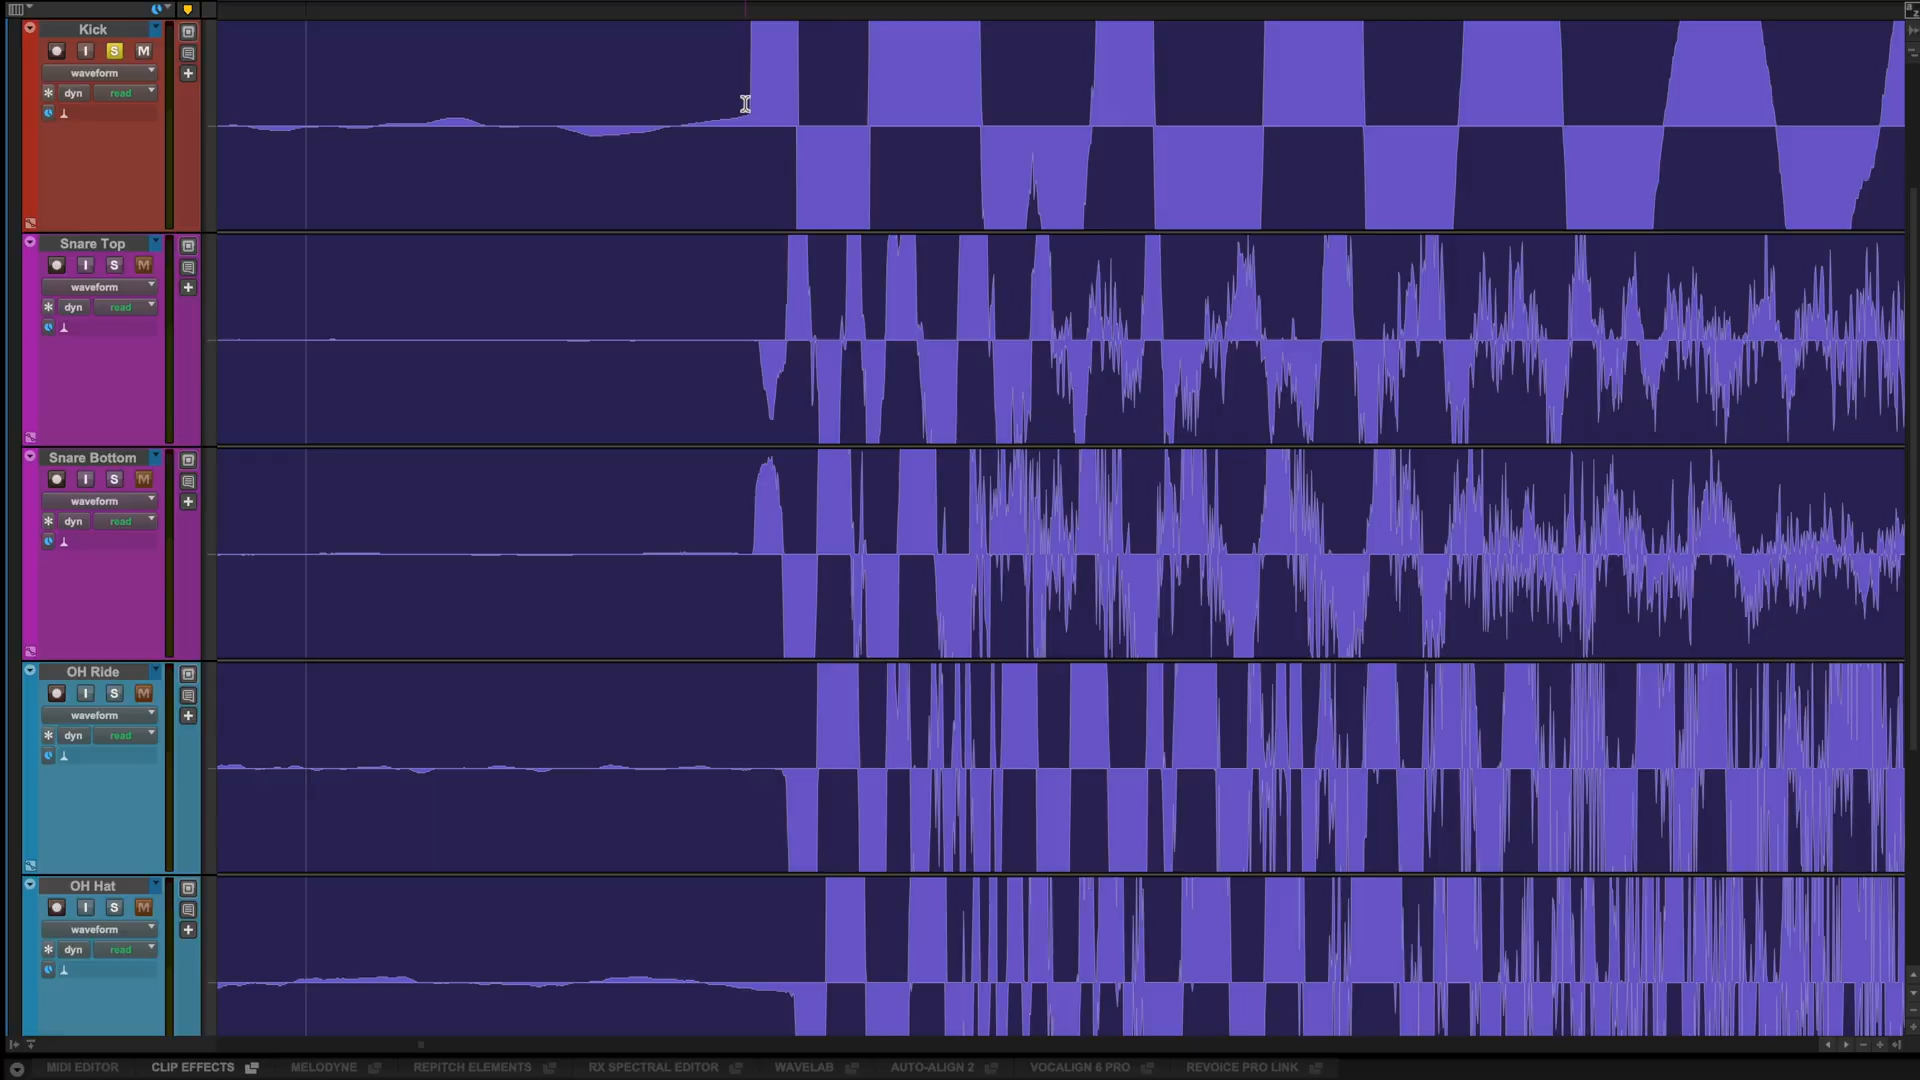 Kick
I S M
waveform
dyn read
Snare Top
I S M
waveform
dyn read
Snare Bottom
I S M
waveform
dyn read
OH Ride
I S M
waveform
dyn read
OH Hat
I S M
waveform
dyn read
MIDI EDITOR CLIP EFFECTS MELODYNE REPITCH ELEMENTS RX SPECTRAL EDITOR WAVELAB AUTO-ALIGN 2 VOCALIGN 6 PRO REVOICE PRO LINK